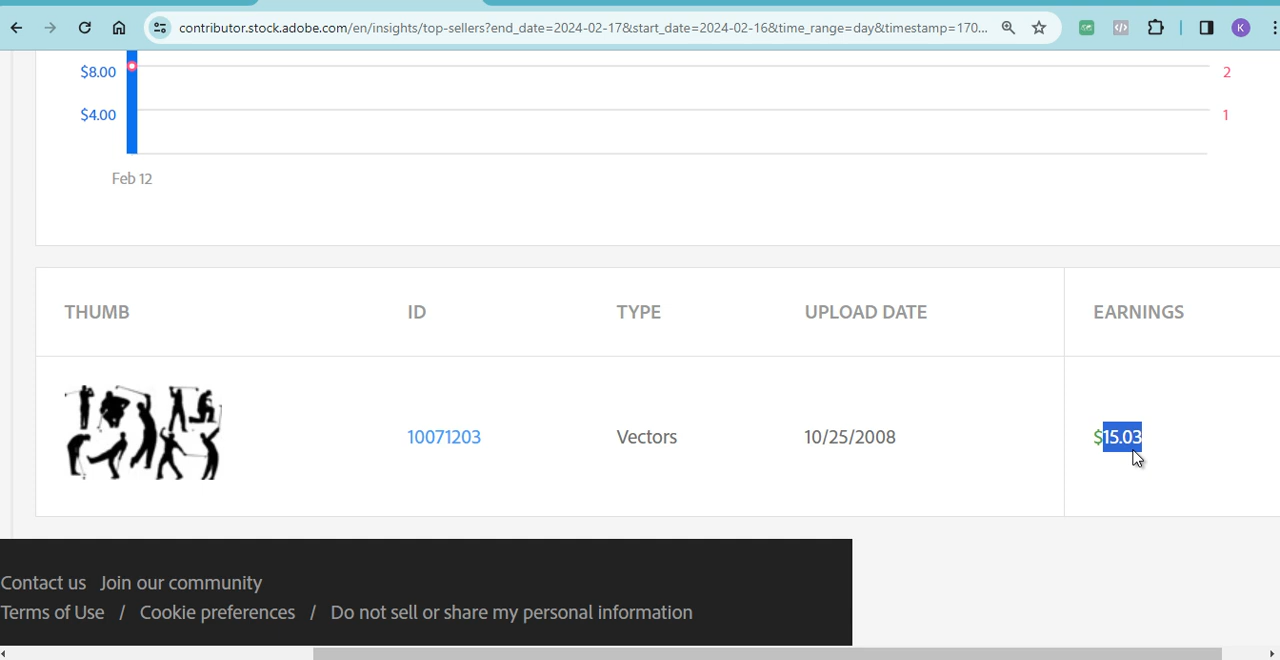 contributor.stock.adobe.com/en/insights/top-sellers?end_date=2024-02-17&start_date=2024-02-16&time_range=day&timestamp=170...
K
$8.00
2
$4.00
1
Feb 12
THUMB ID TYPE UPLOAD DATE EARNINGS
10071203 Vectors 10/25/2008 $15.03
Contact us Join our community
Terms of Use / Cookie preferences / Do not sell or share my personal information